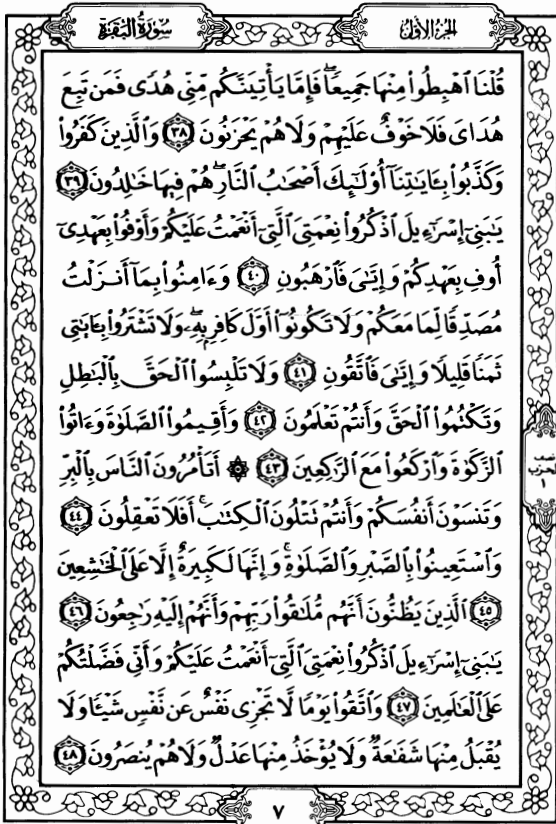 الجزء الأول
سورة البقرة
قُلْنَا ٱهْبِطُوا۟ مِنْهَا جَمِيعًا ۖ فَإِمَّا يَأْتِيَنَّكُم مِّنِّى هُدًى فَمَن تَبِعَ
هُدَاىَ فَلَا خَوْفٌ عَلَيْهِمْ وَلَا هُمْ يَحْزَنُونَ ٣٨ وَٱلَّذِينَ كَفَرُوا۟
وَكَذَّبُوا۟ بِـَٔايَٰتِنَآ أُو۟لَٰٓئِكَ أَصْحَٰبُ ٱلنَّارِ ۖ هُمْ فِيهَا خَٰلِدُونَ ٣٩
يَٰبَنِىٓ إِسْرَٰٓءِيلَ ٱذْكُرُوا۟ نِعْمَتِىَ ٱلَّتِىٓ أَنْعَمْتُ عَلَيْكُمْ وَأَوْفُوا۟ بِعَهْدِىٓ
أُوفِ بِعَهْدِكُمْ وَإِيَّٰىَ فَٱرْهَبُونِ ٤٠ وَءَامِنُوا۟ بِمَآ أَنزَلْتُ
مُصَدِّقًا لِّمَا مَعَكُمْ وَلَا تَكُونُوٓا۟ أَوَّلَ كَافِرٍۭ بِهِۦ ۖ وَلَا تَشْتَرُوا۟ بِـَٔايَٰتِى
ثَمَنًا قَلِيلًا وَإِيَّٰىَ فَٱتَّقُونِ ٤١ وَلَا تَلْبِسُوا۟ ٱلْحَقَّ بِٱلْبَٰطِلِ
وَتَكْتُمُوا۟ ٱلْحَقَّ وَأَنتُمْ تَعْلَمُونَ ٤٢ وَأَقِيمُوا۟ ٱلصَّلَوٰةَ وَءَاتُوا۟
ٱلزَّكَوٰةَ وَٱرْكَعُوا۟ مَعَ ٱلرَّٰكِعِينَ ٤٣ ۞ أَتَأْمُرُونَ ٱلنَّاسَ بِٱلْبِرِّ
وَتَنسَوْنَ أَنفُسَكُمْ وَأَنتُمْ تَتْلُونَ ٱلْكِتَٰبَ ۚ أَفَلَا تَعْقِلُونَ ٤٤
وَٱسْتَعِينُوا۟ بِٱلصَّبْرِ وَٱلصَّلَوٰةِ ۚ وَإِنَّهَا لَكَبِيرَةٌ إِلَّا عَلَى ٱلْخَٰشِعِينَ
٤٥ ٱلَّذِينَ يَظُنُّونَ أَنَّهُم مُّلَٰقُوا۟ رَبِّهِمْ وَأَنَّهُمْ إِلَيْهِ رَٰجِعُونَ ٤٦
يَٰبَنِىٓ إِسْرَٰٓءِيلَ ٱذْكُرُوا۟ نِعْمَتِىَ ٱلَّتِىٓ أَنْعَمْتُ عَلَيْكُمْ وَأَنِّى فَضَّلْتُكُمْ
عَلَى ٱلْعَٰلَمِينَ ٤٧ وَٱتَّقُوا۟ يَوْمًا لَّا تَجْزِى نَفْسٌ عَن نَّفْسٍ شَيْـًٔا وَلَا
يُقْبَلُ مِنْهَا شَفَٰعَةٌ وَلَا يُؤْخَذُ مِنْهَا عَدْلٌ وَلَا هُمْ يُنصَرُونَ ٤٨
نصف
الحزب
١
٧